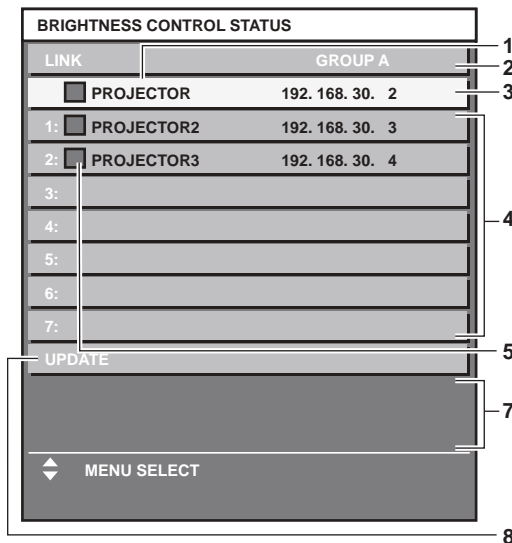 BRIGHTNESS CONTROL STATUS
LINK GROUP A
PROJECTOR 192. 168. 30. 2
1: PROJECTOR2 192. 168. 30. 3
2: PROJECTOR3 192. 168. 30. 4
3:
4:
5:
6:
7:
UPDATE
MENU SELECT
1
2
3
4
5
7
8